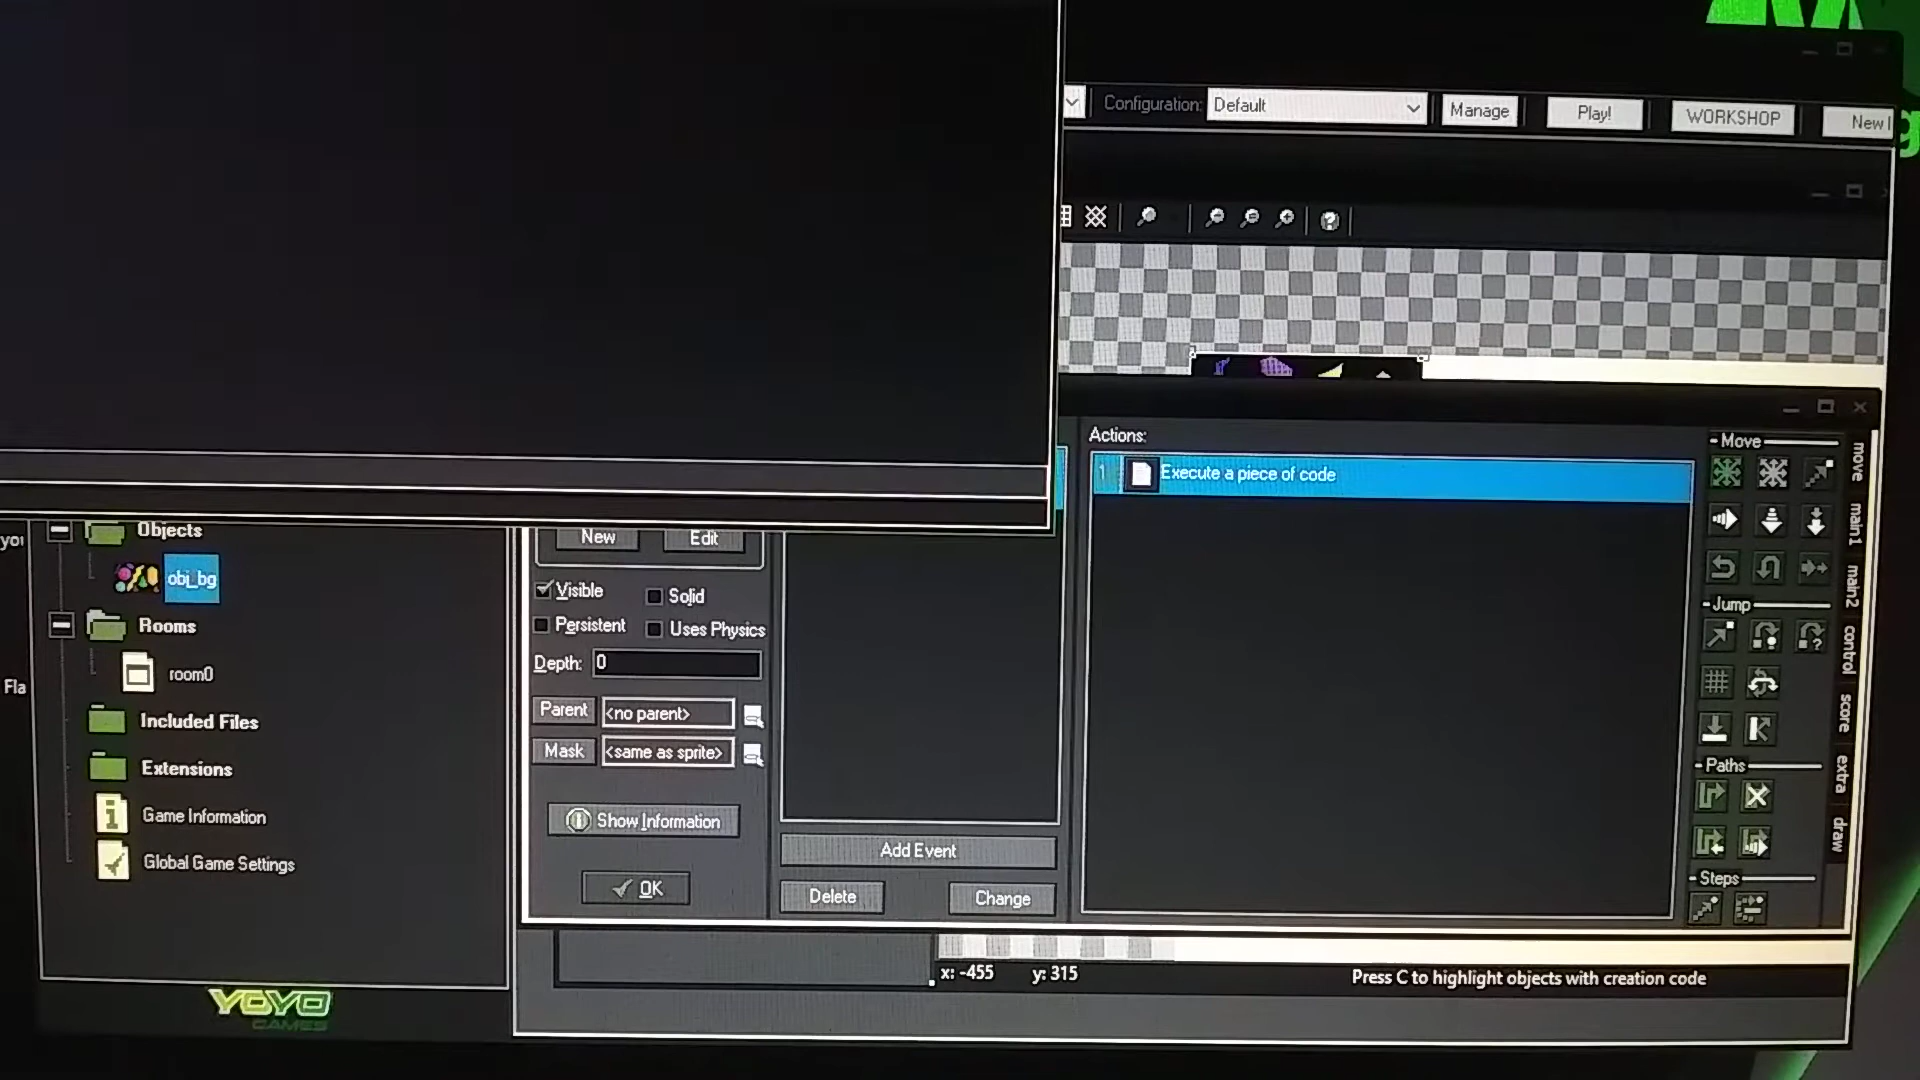 Configuration:
Default
Manage
Play!
WORKSHOP
New
Actions:
1
Execute a piece of code
Move
move
main1
main2
control
score
extra
draw
Jump
Paths
Steps
Objects
obj_bg
Rooms
room0
Included Files
Extensions
Game Information
Global Game Settings
Fla
New
Edit
Visible
Solid
Persistent
Uses Physics
Depth:
0
Parent
<no parent>
Mask
<same as sprite>
Show Information
OK
Add Event
Delete
Change
x: -455
y: 315
Press C to highlight objects with creation code
YOYO
GAMES